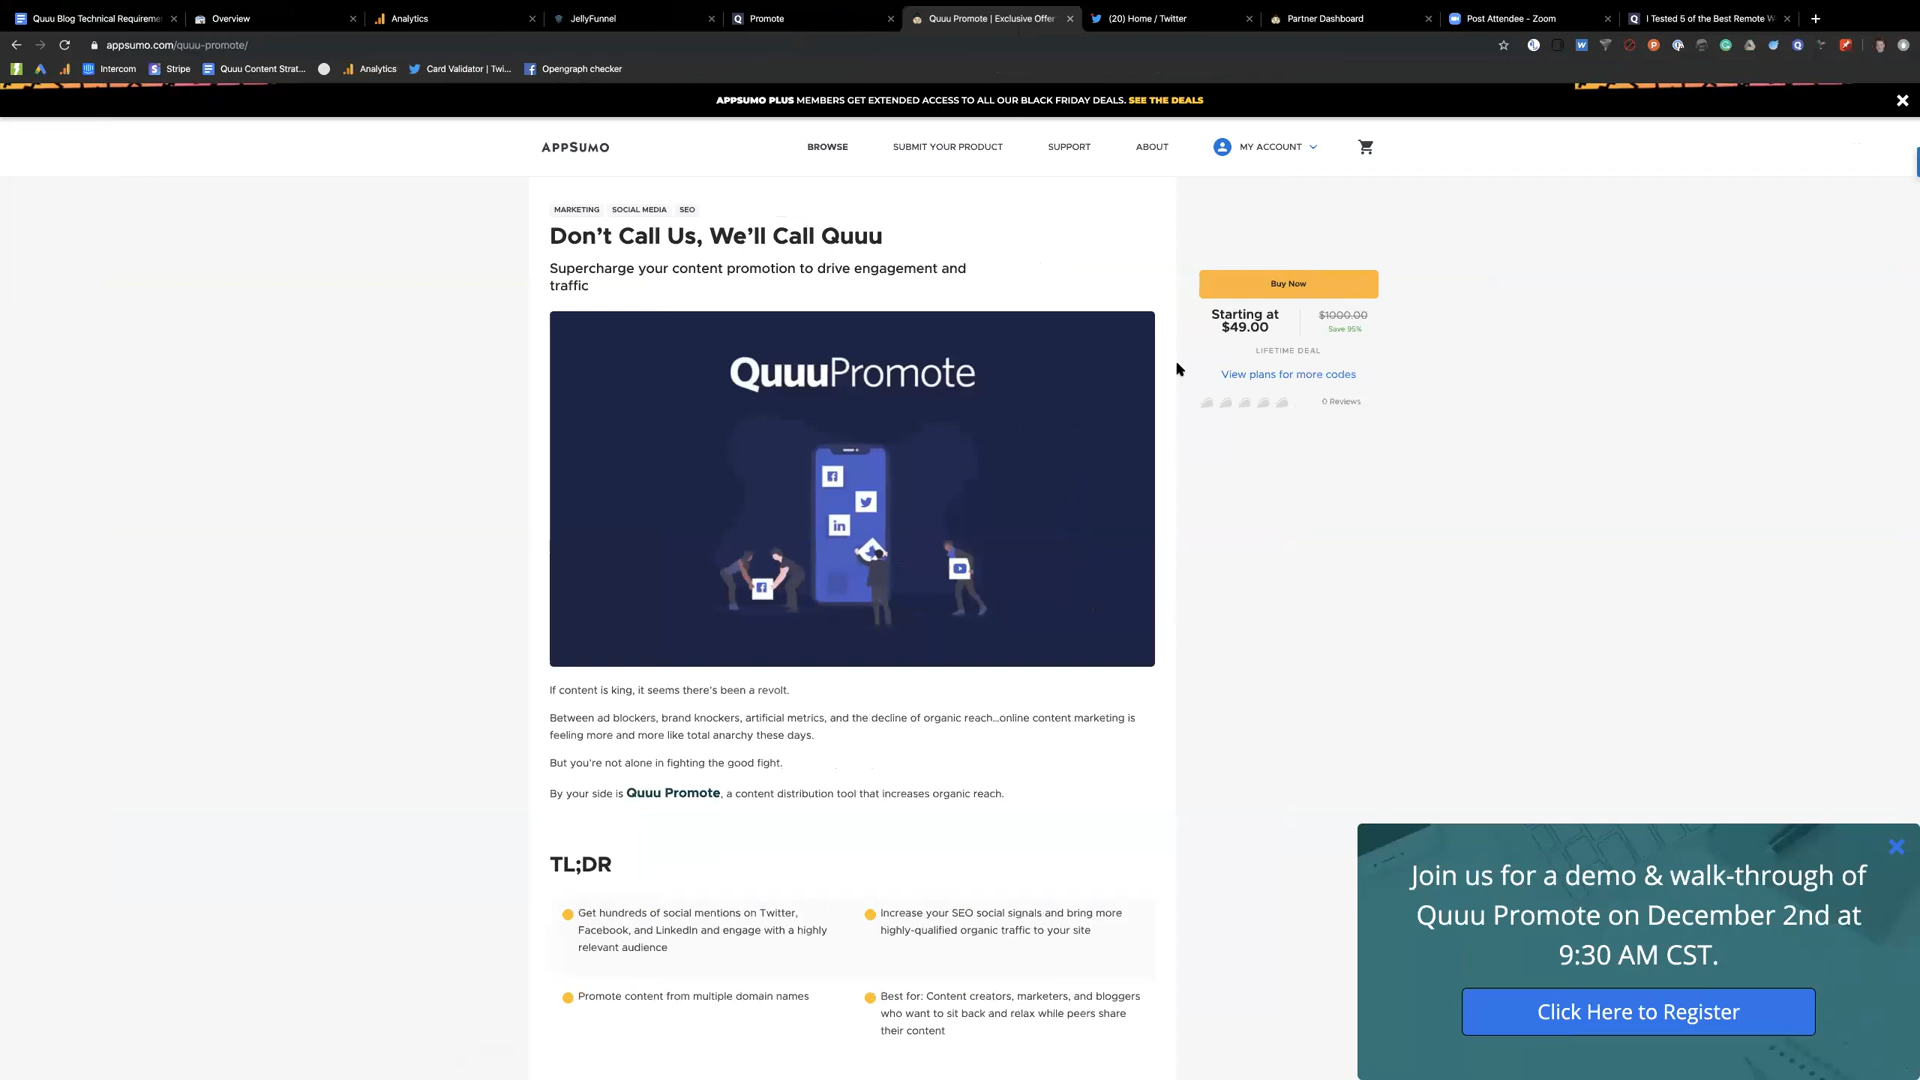 Quuu Blog Technical Requireme
Overview
Analytics
JellyFunnel
Promote
Quuu Promote | Exclusive Offer
(20) Home / Twitter
Partner Dashboard
Post Attendee - Zoom
I Tested 5 of the Best Remote W
appsumo.com/quuu-promote/
Intercom
Stripe
Quuu Content Strat...
Analytics
Card Validator | Twi...
Opengraph checker
APPSUMO PLUS MEMBERS GET EXTENDED ACCESS TO ALL OUR BLACK FRIDAY DEALS. SEE THE DEALS
APPSUMO
BROWSE
SUBMIT YOUR PRODUCT
SUPPORT
ABOUT
MY ACCOUNT
MARKETING SOCIAL MEDIA SEO
Don't Call Us, We'll Call Quuu
Supercharge your content promotion to drive engagement and
traffic
Buy Now
Starting at
$49.00
$1000.00
Save 95%
LIFETIME DEAL
View plans for more codes
0 Reviews
QuuuPromote
If content is king, it seems there's been a revolt.
Between ad blockers, brand knockers, artificial metrics, and the decline of organic reach...online content marketing is
feeling more and more like total anarchy these days.
But you're not alone in fighting the good fight.
By your side is Quuu Promote, a content distribution tool that increases organic reach.
TL;DR
Get hundreds of social mentions on Twitter,
Facebook, and LinkedIn and engage with a highly
relevant audience
Increase your SEO social signals and bring more
highly-qualified organic traffic to your site
Promote content from multiple domain names
Best for: Content creators, marketers, and bloggers
who want to sit back and relax while peers share
their content
Join us for a demo & walk-through of
Quuu Promote on December 2nd at
9:30 AM CST.
Click Here to Register